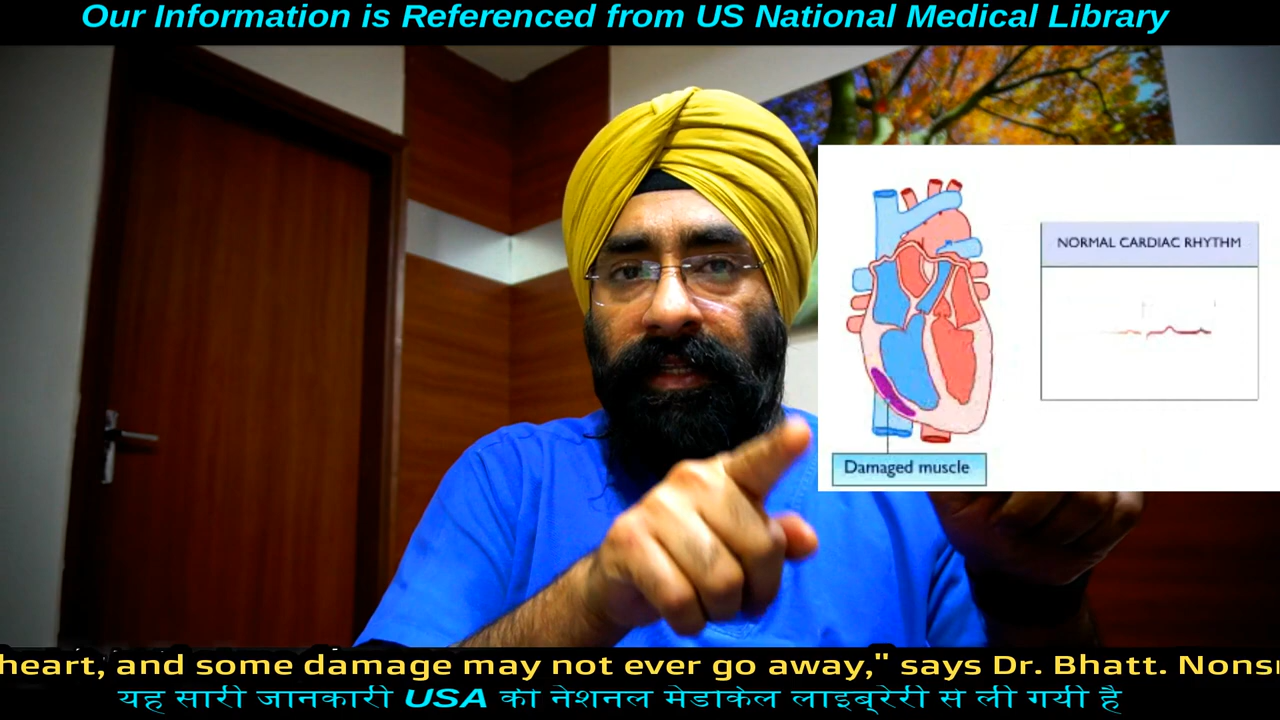 Our Information is Referenced from US National Medical Library
NORMAL CARDIAC RHYTHM
Damaged muscle
heart, and some damage may not ever go away," says Dr. Bhatt.
यह सारी जानकारी USA की नेशनल मेडिकल लाइब्रेरी से ली गयी है